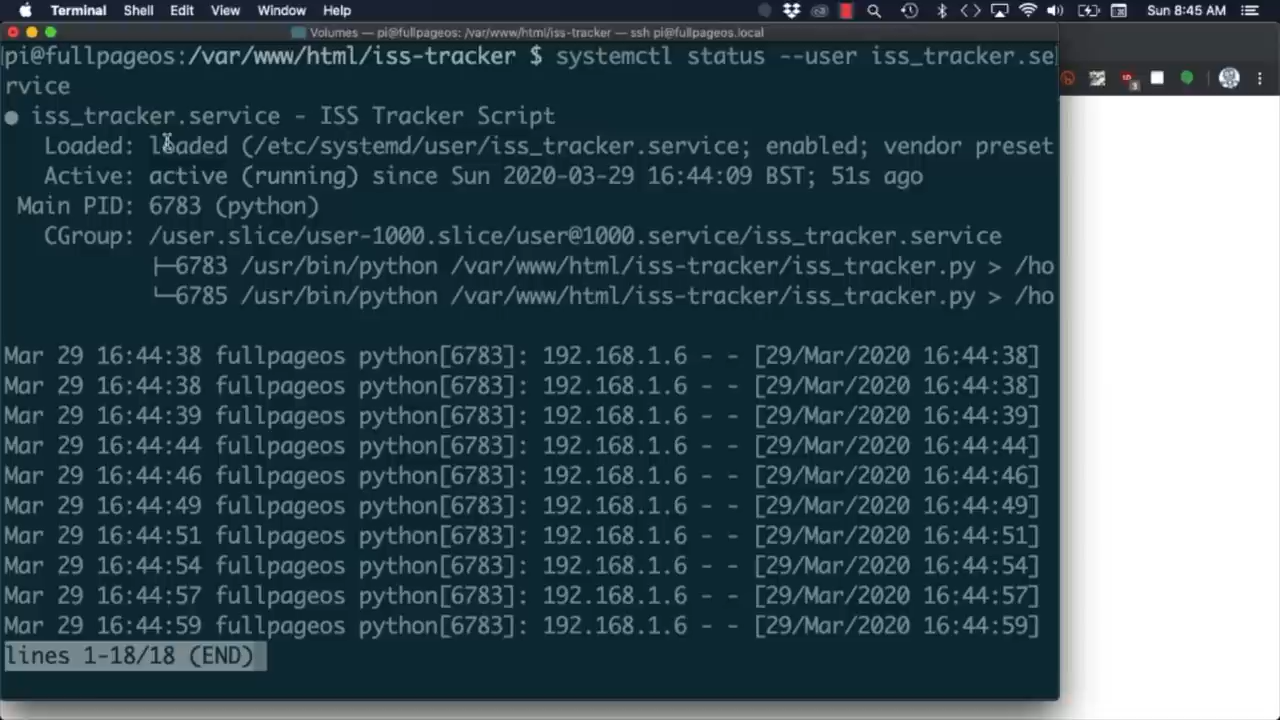 Terminal Shell Edit View Window Help Sun 8:45 AM
Volumes — pi@fullpageos: /var/www/html/iss-tracker — ssh pi@fullpageos.local
pi@fullpageos:/var/www/html/iss-tracker $ systemctl status --user iss_tracker.se
rvice
● iss_tracker.service - ISS Tracker Script
Loaded: loaded (/etc/systemd/user/iss_tracker.service; enabled; vendor preset
Active: active (running) since Sun 2020-03-29 16:44:09 BST; 51s ago
Main PID: 6783 (python)
CGroup: /user.slice/user-1000.slice/user@1000.service/iss_tracker.service
├─6783 /usr/bin/python /var/www/html/iss-tracker/iss_tracker.py > /ho
└─6785 /usr/bin/python /var/www/html/iss-tracker/iss_tracker.py > /ho
Mar 29 16:44:38 fullpageos python[6783]: 192.168.1.6 - - [29/Mar/2020 16:44:38]
Mar 29 16:44:38 fullpageos python[6783]: 192.168.1.6 - - [29/Mar/2020 16:44:38]
Mar 29 16:44:39 fullpageos python[6783]: 192.168.1.6 - - [29/Mar/2020 16:44:39]
Mar 29 16:44:44 fullpageos python[6783]: 192.168.1.6 - - [29/Mar/2020 16:44:44]
Mar 29 16:44:46 fullpageos python[6783]: 192.168.1.6 - - [29/Mar/2020 16:44:46]
Mar 29 16:44:49 fullpageos python[6783]: 192.168.1.6 - - [29/Mar/2020 16:44:49]
Mar 29 16:44:51 fullpageos python[6783]: 192.168.1.6 - - [29/Mar/2020 16:44:51]
Mar 29 16:44:54 fullpageos python[6783]: 192.168.1.6 - - [29/Mar/2020 16:44:54]
Mar 29 16:44:57 fullpageos python[6783]: 192.168.1.6 - - [29/Mar/2020 16:44:57]
Mar 29 16:44:59 fullpageos python[6783]: 192.168.1.6 - - [29/Mar/2020 16:44:59]
lines 1-18/18 (END)